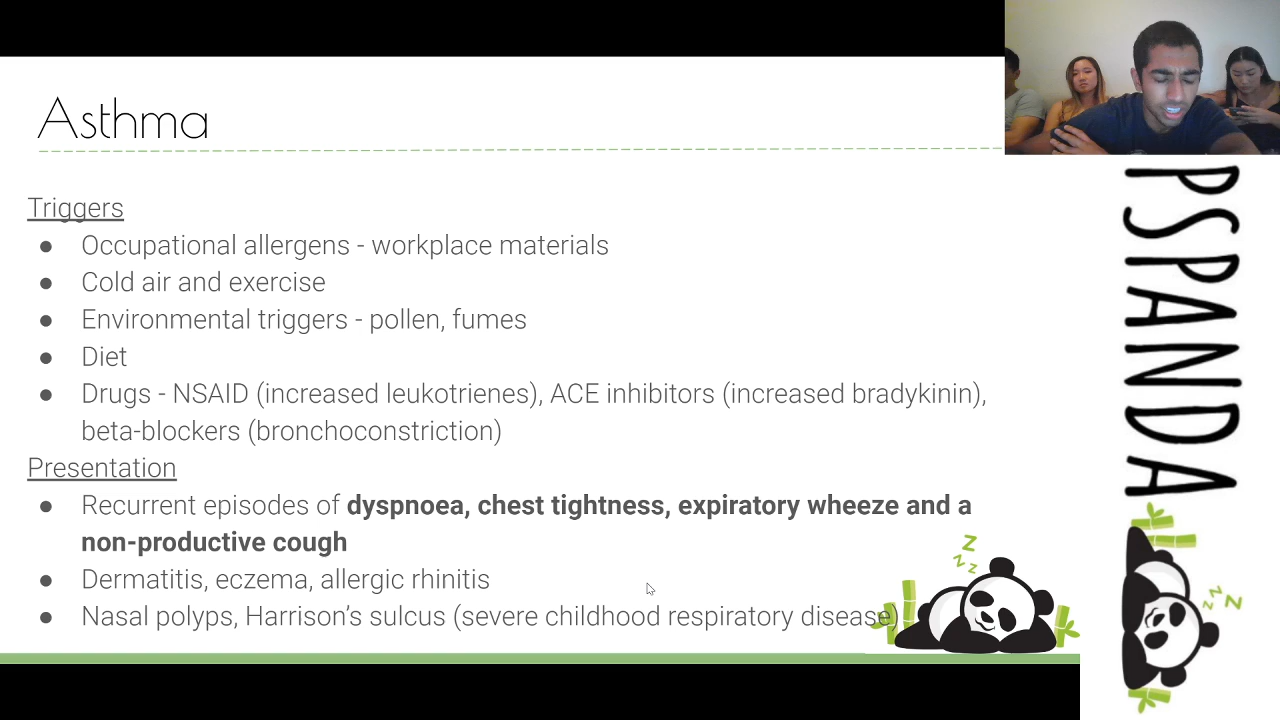 Asthma
Triggers
● Occupational allergens - workplace materials
● Cold air and exercise
● Environmental triggers - pollen, fumes
● Diet
● Drugs - NSAID (increased leukotrienes), ACE inhibitors (increased bradykinin),
beta-blockers (bronchoconstriction)
Presentation
● Recurrent episodes of dyspnoea, chest tightness, expiratory wheeze and a
non-productive cough
● Dermatitis, eczema, allergic rhinitis
● Nasal polyps, Harrison’s sulcus (severe childhood respiratory disease)
z
z z
PSPANDA
z z z